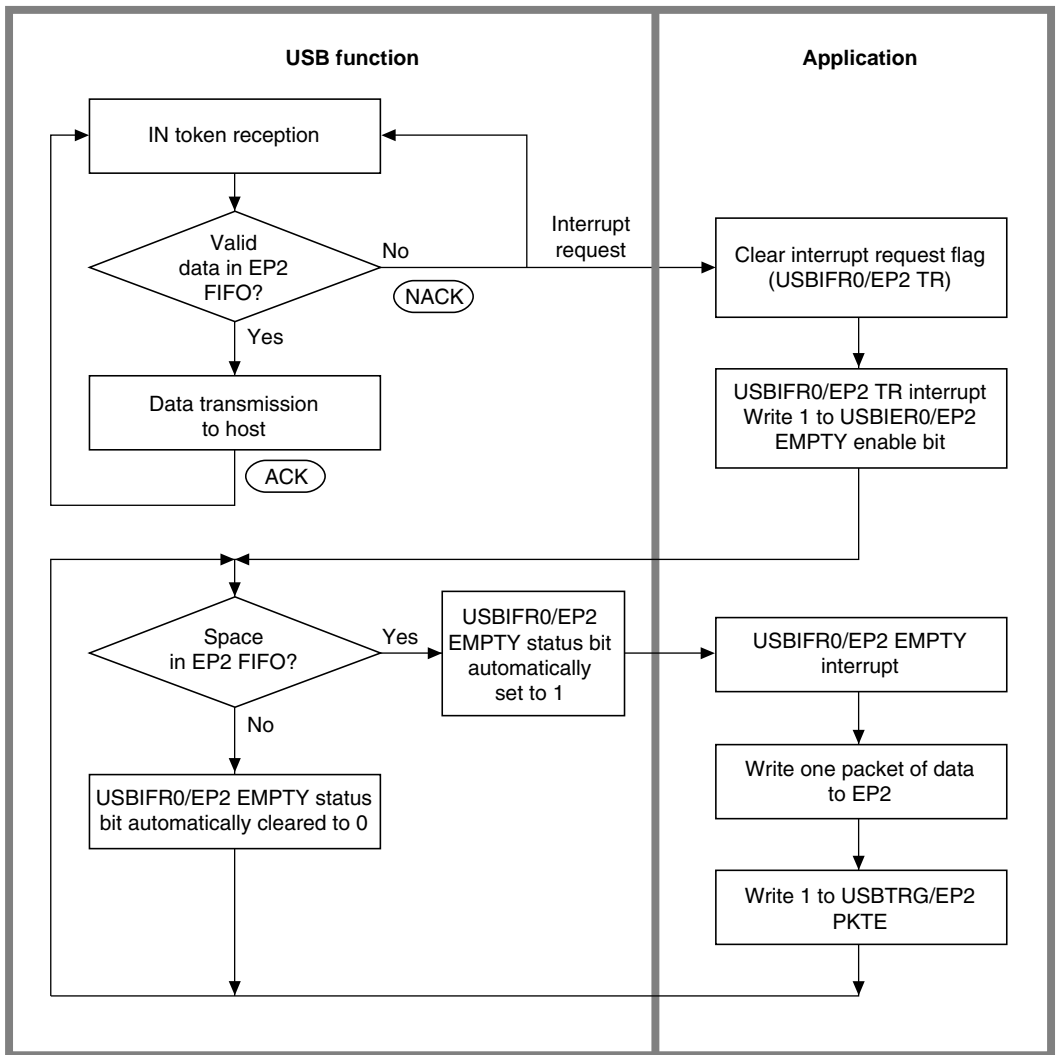 USB function
Application
IN token reception
Valid
data in EP2
FIFO?
No
NACK
Interrupt
request
Clear interrupt request flag
(USBIFR0/EP2 TR)
Yes
Data transmission
to host
ACK
USBIFR0/EP2 TR interrupt
Write 1 to USBIER0/EP2
EMPTY enable bit
Space
in EP2 FIFO?
Yes
USBIFR0/EP2
EMPTY status bit
automatically
set to 1
USBIFR0/EP2 EMPTY
interrupt
No
USBIFR0/EP2 EMPTY status
bit automatically cleared to 0
Write one packet of data
to EP2
Write 1 to USBTRG/EP2
PKTE